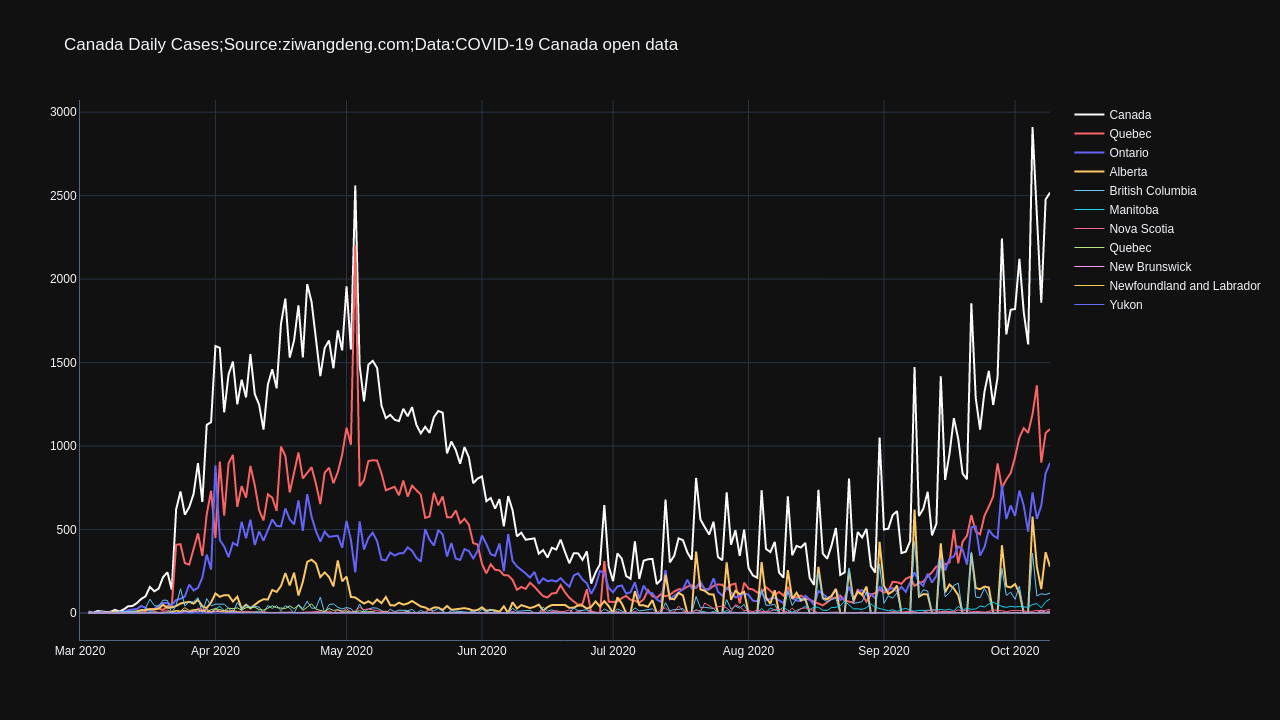 Canada Daily Cases;Source:ziwangdeng.com;Data:COVID-19 Canada open data
3000
2500
2000
1500
1000
500
0
Mar 2020
Apr 2020
May 2020
Jun 2020
Jul 2020
Aug 2020
Sep 2020
Oct 2020
Canada
Quebec
Ontario
Alberta
British Columbia
Manitoba
Nova Scotia
Quebec
New Brunswick
Newfoundland and Labrador
Yukon